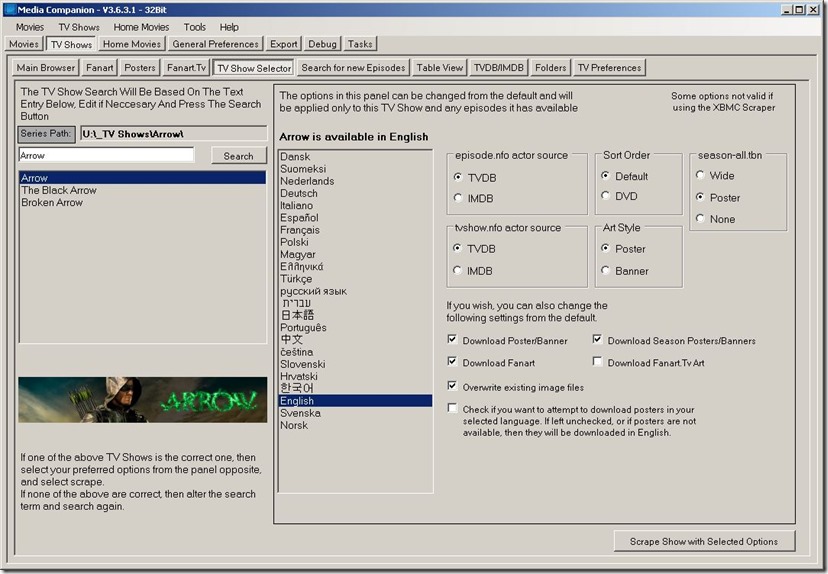 Media Companion - V3.6.3.1 - 32Bit
Movies TV Shows Home Movies Tools Help
Movies TV Shows Home Movies General Preferences Export Debug Tasks
Main Browser Fanart Posters Fanart.Tv TV Show Selector Search for new Episodes Table View TVDB/IMDB Folders TV Preferences
The TV Show Search Will Be Based On The Text
Entry Below, Edit if Neccesary And Press The Search
Button
Series Path: U:\_TV Shows\Arrow\
Arrow Search
Arrow
The Black Arrow
Broken Arrow
ARROW
If one of the above TV Shows is the correct one, then
select your preferred options from the panel opposite,
and select scrape.
If none of the above are correct, then alter the search
term and search again.
The options in this panel can be changed from the default and will
be applied only to this TV Show and any episodes it has available
Some options not valid if
using the XBMC Scraper
Arrow is available in English
Dansk
Suomeksi
Nederlands
Deutsch
Italiano
Español
Français
Polski
Magyar
Ελληνικά
Türkçe
русский язык
עברית
日本語
Português
中文
čeština
Slovenski
Hrvatski
한국어
English
Svenska
Norsk
episode.nfo actor source
TVDB
IMDB
Sort Order
Default
DVD
season-all.tbn
Wide
Poster
None
tvshow.nfo actor source
TVDB
IMDB
Art Style
Poster
Banner
If you wish, you can also change the
following settings from the default.
Download Poster/Banner Download Season Posters/Banners
Download Fanart Download Fanart.Tv Art
Overwrite existing image files
Check if you want to attempt to download posters in your
selected language. If left unchecked, or if posters are not
available, then they will be downloaded in English.
Scrape Show with Selected Options